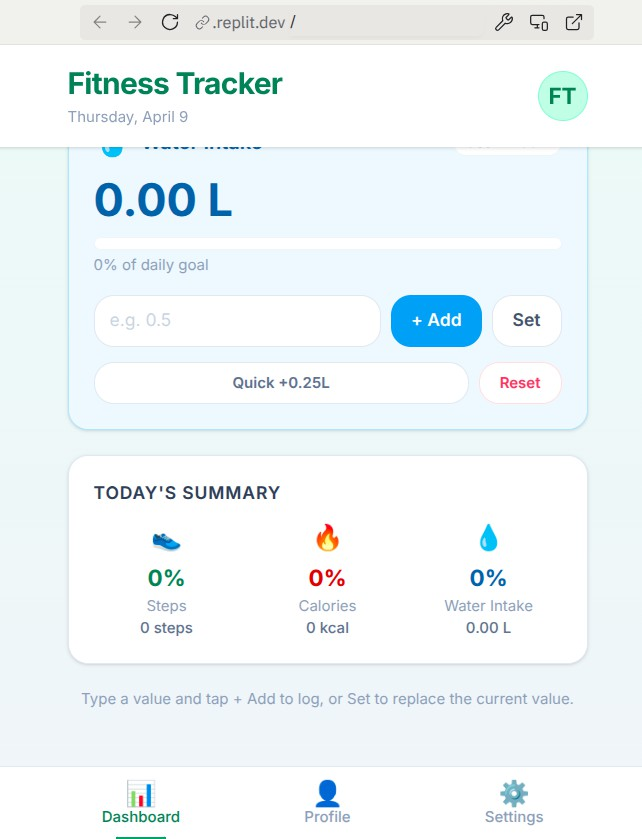 .replit.dev /
Fitness Tracker
Thursday, April 9
FT
Water Intake
0.00 L
0% of daily goal
e.g. 0.5
+ Add
Set
Quick +0.25L
Reset
TODAY'S SUMMARY
0%
Steps
0 steps
0%
Calories
0 kcal
0%
Water Intake
0.00 L
Type a value and tap + Add to log, or Set to replace the current value.
Dashboard
Profile
Settings